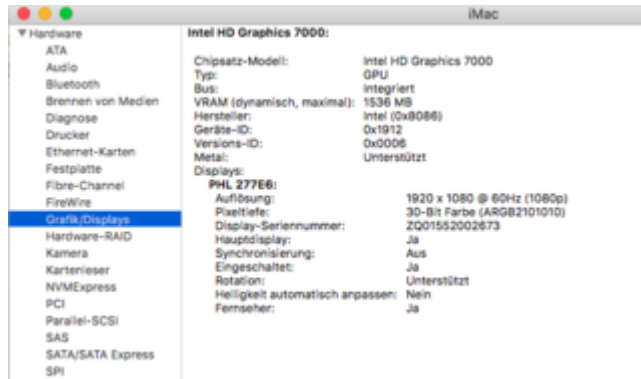 iMac
Hardware
ATA
Audio
Bluetooth
Brennen von Medien
Diagnose
Drucker
Ethernet-Karten
Festplatte
Fibre-Channel
FireWire
Grafik/Displays
Hardware-RAID
Kamera
Kartenleser
NVMExpress
PCI
Parallel-SCSI
SAS
SATA/SATA Express
SPI
Intel HD Graphics 7000:
Chipsatz-Modell: Intel HD Graphics 7000
Typ: GPU
Bus: Integriert
VRAM (dynamisch, maximal): 1536 MB
Hersteller: Intel (0x8086)
Geräte-ID: 0x1912
Versions-ID: 0x0006
Metal: Unterstützt
Displays:
PHL 277E6:
Auflösung: 1920 x 1080 @ 60Hz (1080p)
Pixeltiefe: 30-Bit Farbe (ARGB2101010)
Display-Seriennummer: ZQ01552002673
Hauptdisplay: Ja
Synchronisierung: Aus
Eingeschaltet: Ja
Rotation: Unterstützt
Helligkeit automatisch anpassen: Nein
Fernseher: Ja